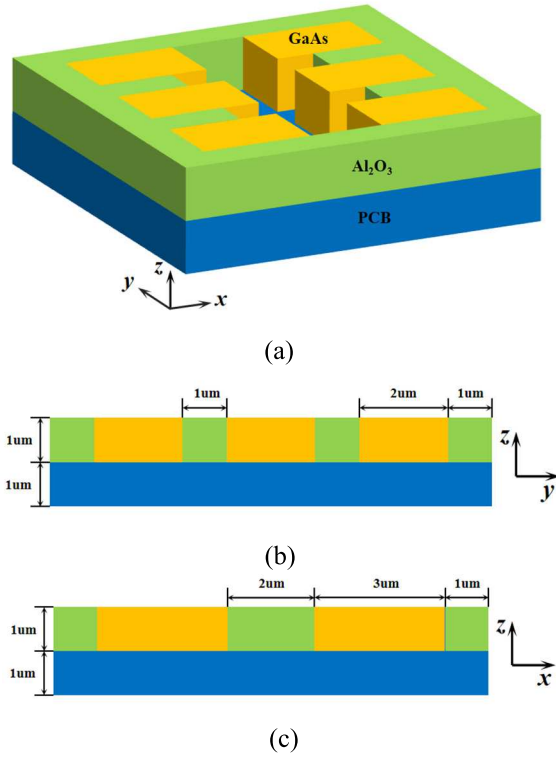 GaAs
Al₂O₃
PCB
z
y
x
(a)
1um
2um
1um
1um
1um
z
y
(b)
2um
3um
1um
1um
1um
z
x
(c)